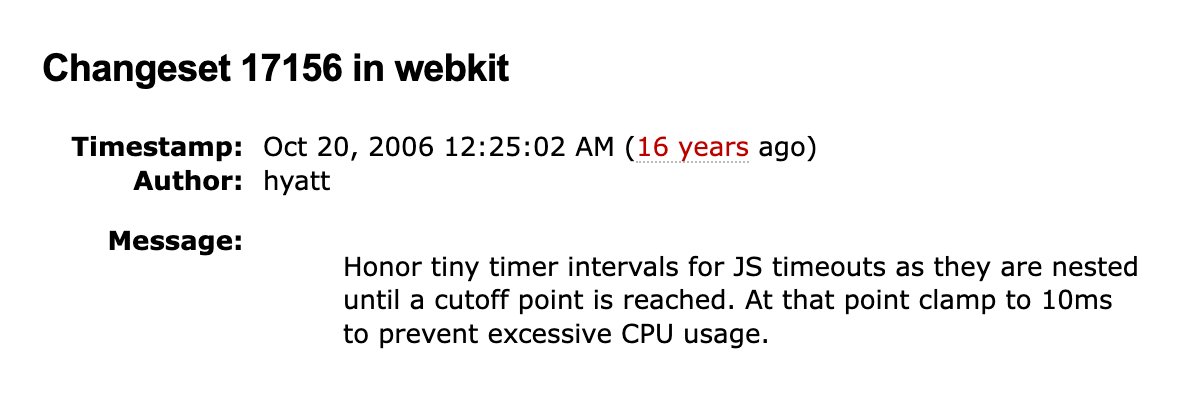 Changeset 17156 in webkit
Timestamp: Oct 20, 2006 12:25:02 AM (16 years ago)
Author: hyatt
Message:
Honor tiny timer intervals for JS timeouts as they are nested
until a cutoff point is reached. At that point clamp to 10ms
to prevent excessive CPU usage.